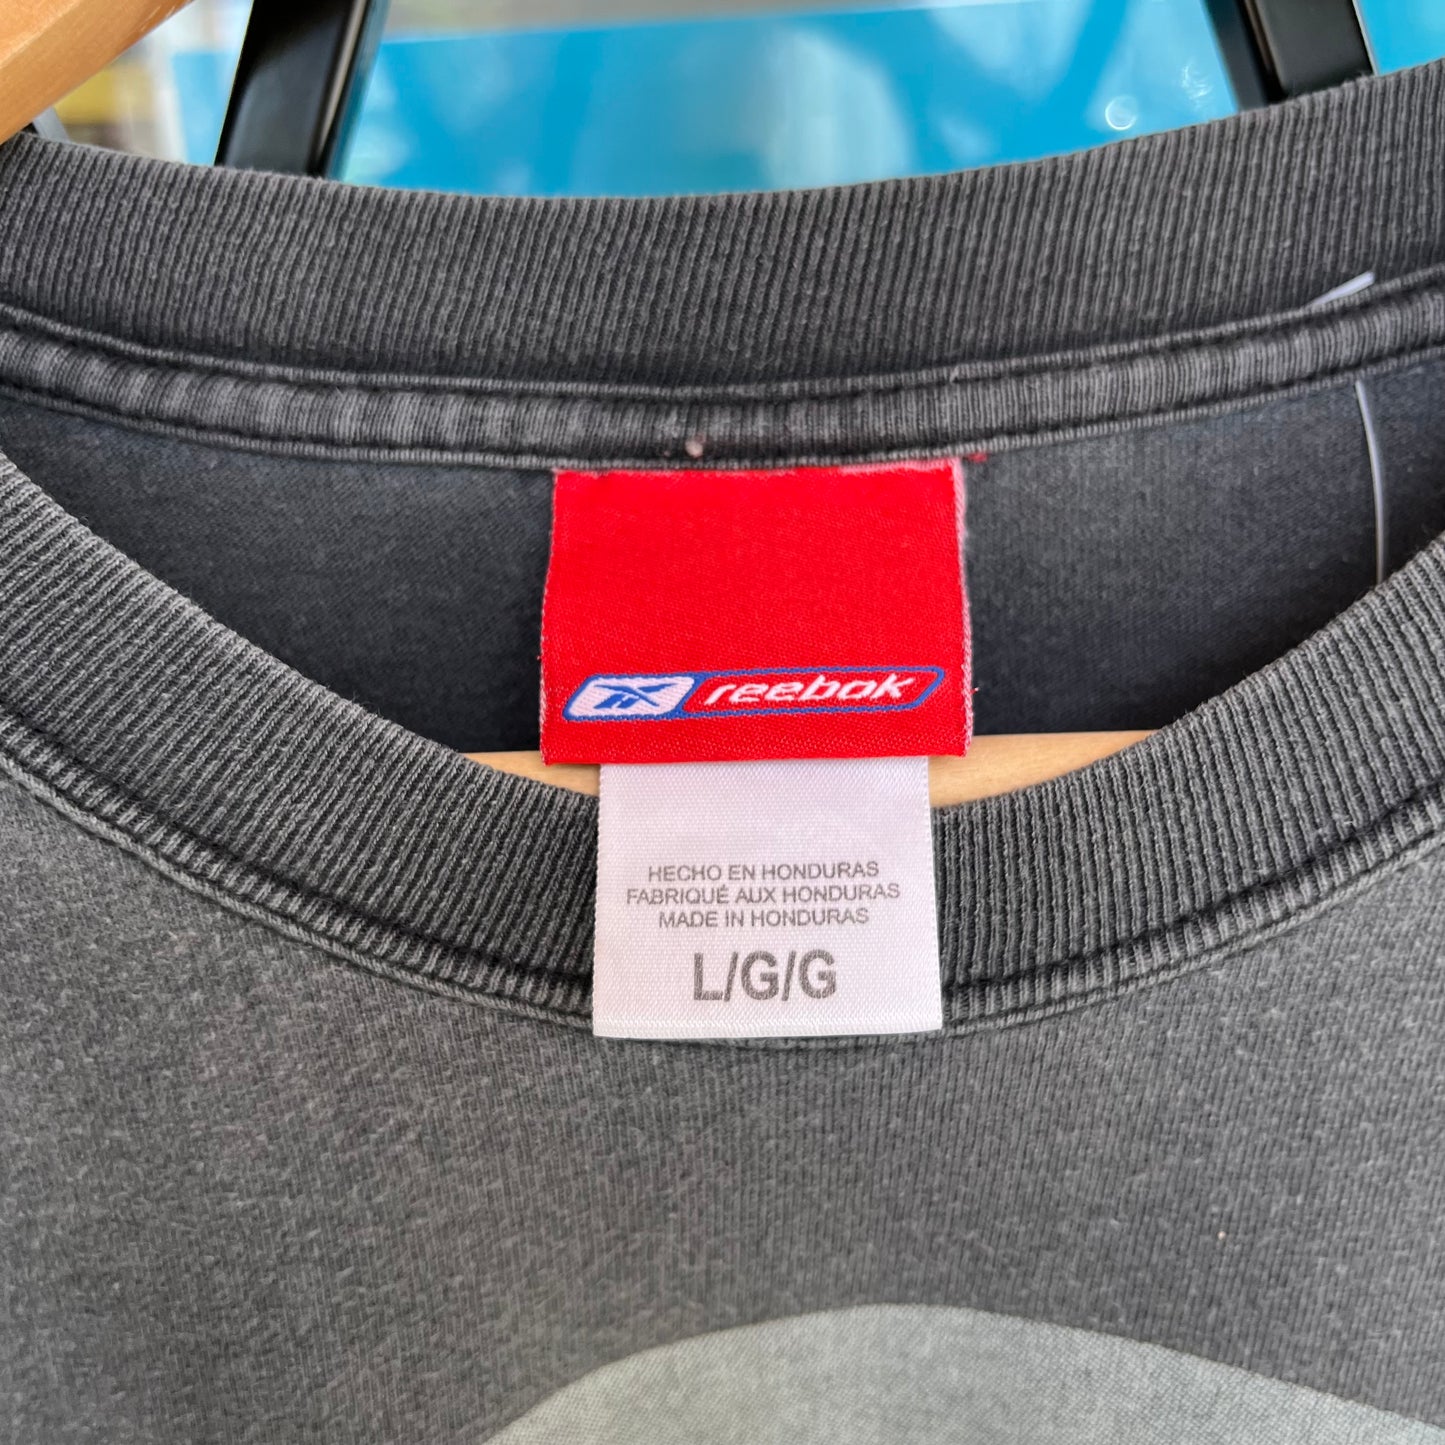 reebok
HECHO EN HONDURAS
FABRIQUÉ AUX HONDURAS
MADE IN HONDURAS
L/G/G